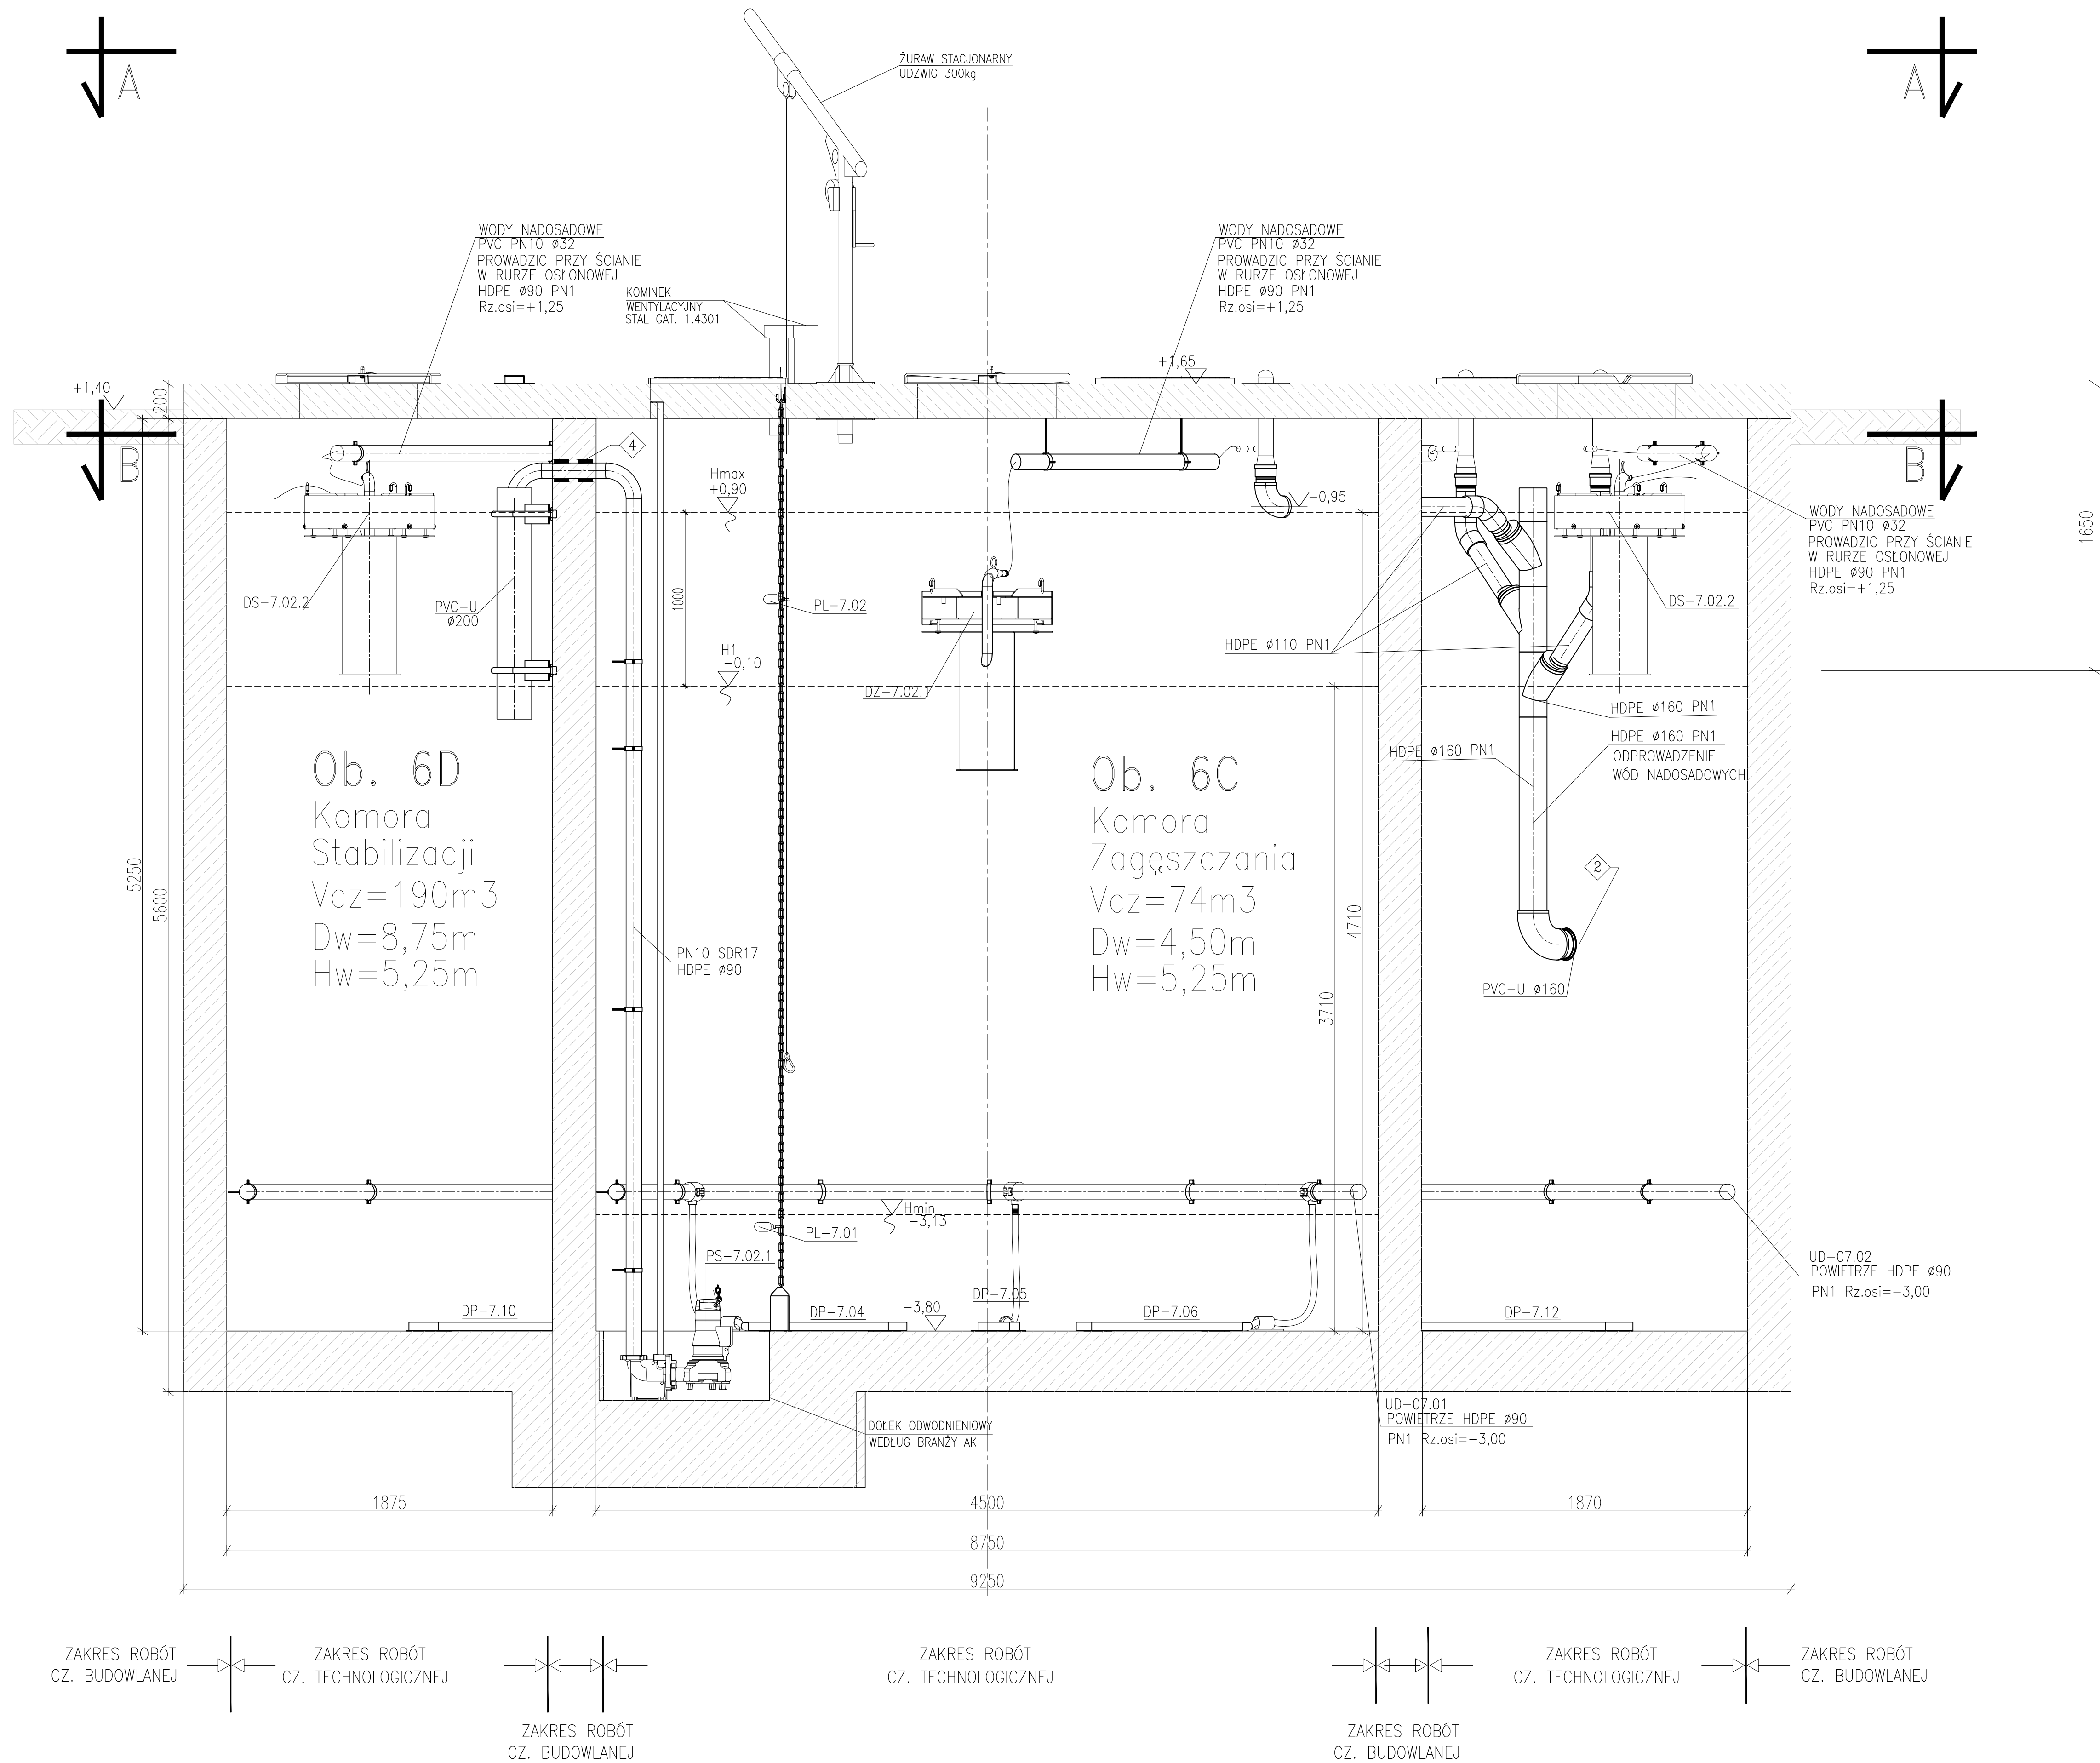 A
A
ŻURAW STACJONARNY
UDZWIG 300kg
WODY NADOSADOWE
PVC PN10 ø32
PROWADZIC PRZY ŚCIANIE
W RURZE OSŁONOWEJ
HDPE ø90 PN1
Rz.osi=+1,25
KOMINEK
WENTYLACYJNY
STAL GAT. 1.4301
WODY NADOSADOWE
PVC PN10 ø32
PROWADZIC PRZY ŚCIANIE
W RURZE OSŁONOWEJ
HDPE ø90 PN1
Rz.osi=+1,25
+1,65
+1,40
200
B
B
4
Hmax
+0,90
-0,95
1650
WODY NADOSADOWE
PVC PN10 ø32
PROWADZIC PRZY ŚCIANIE
W RURZE OSŁONOWEJ
HDPE ø90 PN1
Rz.osi=+1,25
DS-7.02.2
PVC-U
ø200
1000
PL-7.02
DS-7.02.2
H1
-0,10
HDPE ø110 PN1
DZ-7.02.1
HDPE ø160 PN1
HDPE ø160 PN1
HDPE ø160 PN1
ODPROWADZENIE
WÓD NADOSADOWYCH
Ob. 6D
Komora
Stabilizacji
Vcz=190m3
Dw=8,75m
Hw=5,25m
Ob. 6C
Komora
Zagęszczania
Vcz=74m3
Dw=4,50m
Hw=5,25m
2
5250
5600
4710
3710
PN10 SDR17
HDPE ø90
PVC-U ø160
Hmin
-3,13
PL-7.01
PS-7.02.1
UD-07.02
POWIETRZE HDPE ø90
PN1 Rz.osi=-3,00
DP-7.10
DP-7.04
-3,80
DP-7.05
DP-7.06
DP-7.12
UD-07.01
POWIETRZE HDPE ø90
PN1 Rz.osi=-3,00
DOŁEK ODWODNIENIOWY
WEDŁUG BRANŻY AK
1875
4500
1870
8750
9250
ZAKRES ROBÓT
CZ. BUDOWLANEJ
ZAKRES ROBÓT
CZ. TECHNOLOGICZNEJ
ZAKRES ROBÓT
CZ. TECHNOLOGICZNEJ
ZAKRES ROBÓT
CZ. TECHNOLOGICZNEJ
ZAKRES ROBÓT
CZ. BUDOWLANEJ
ZAKRES ROBÓT
CZ. BUDOWLANEJ
ZAKRES ROBÓT
CZ. BUDOWLANEJ